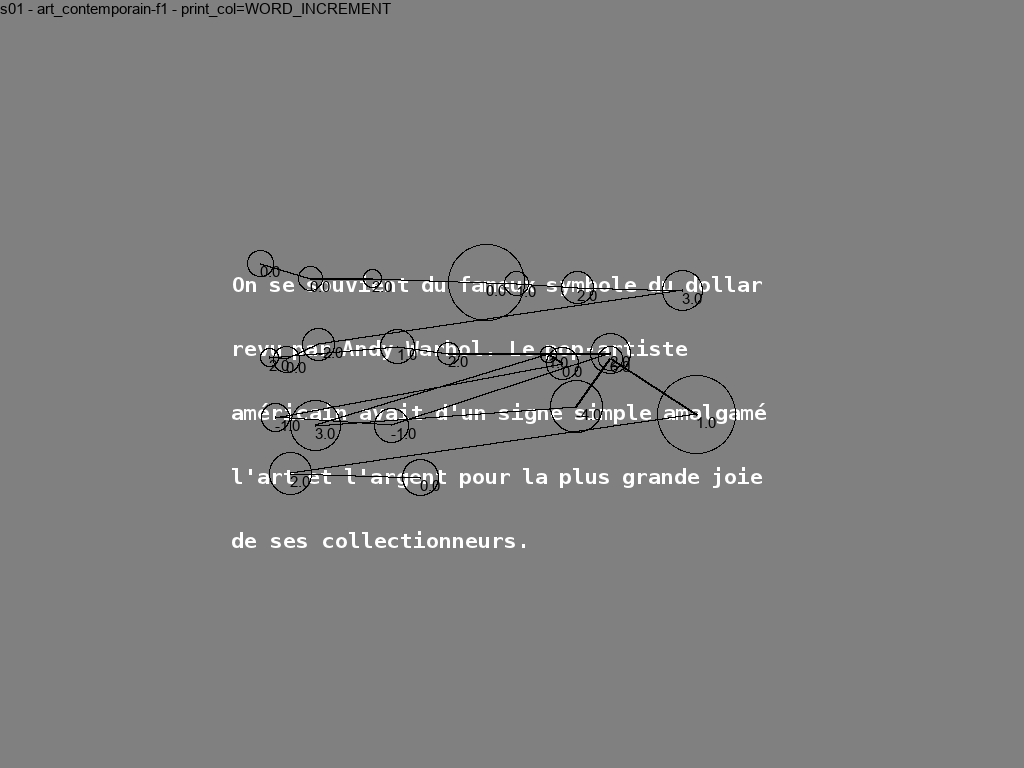 s01 - art_contemporain-f1 - print_col=WORD_INCREMENT
0.0 0.0 -2.0 0.0 1.0 2.0 3.0
On se souvient du fameux symbole du dollar
revu par Andy Warhol. Le pop-artiste
2.0 0.0 2.0 1.0 2.0 1.0 0.0
américain avait d'un signe simple amalgamé
-1.0 3.0 -1.0 4.0 1.0
l'art et l'argent pour la plus grande joie
2.0 0.0
de ses collectionneurs.